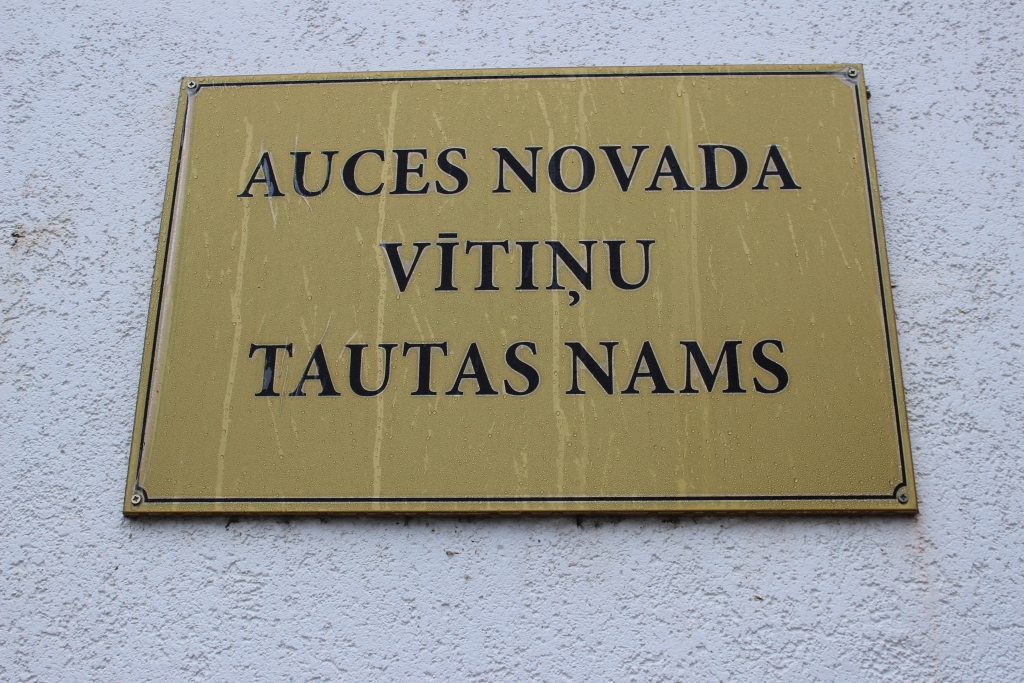 AUCES NOVADA
VĪTIŅU
TAUTAS NAMS